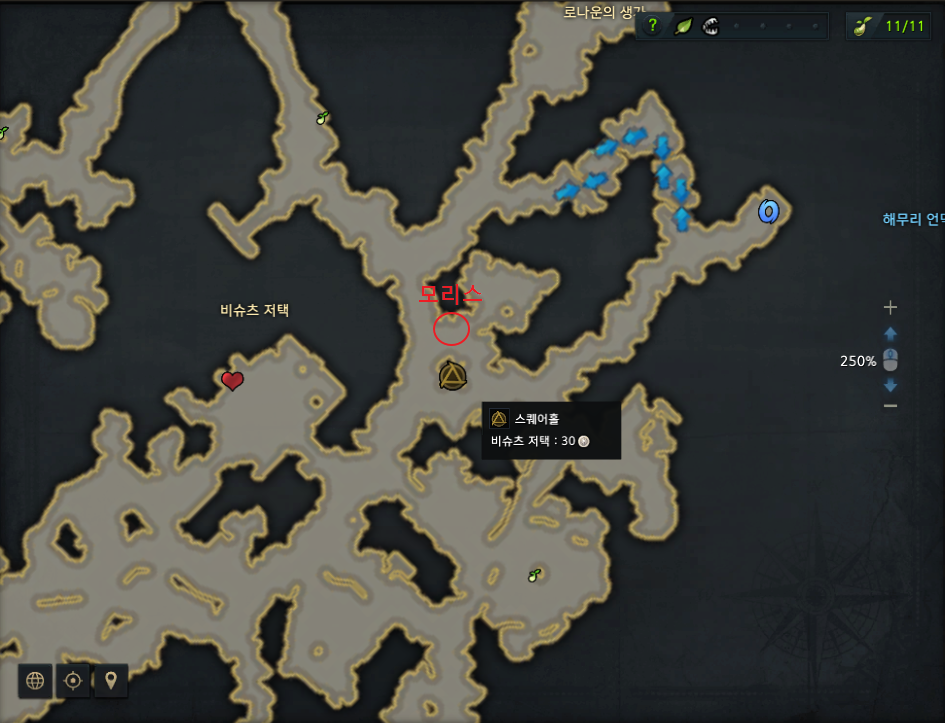 로나운의 생가
? 11/11
해무리 언덕
모리스
비슈츠 저택
250%
스퀘어홀
비슈츠 저택 : 30